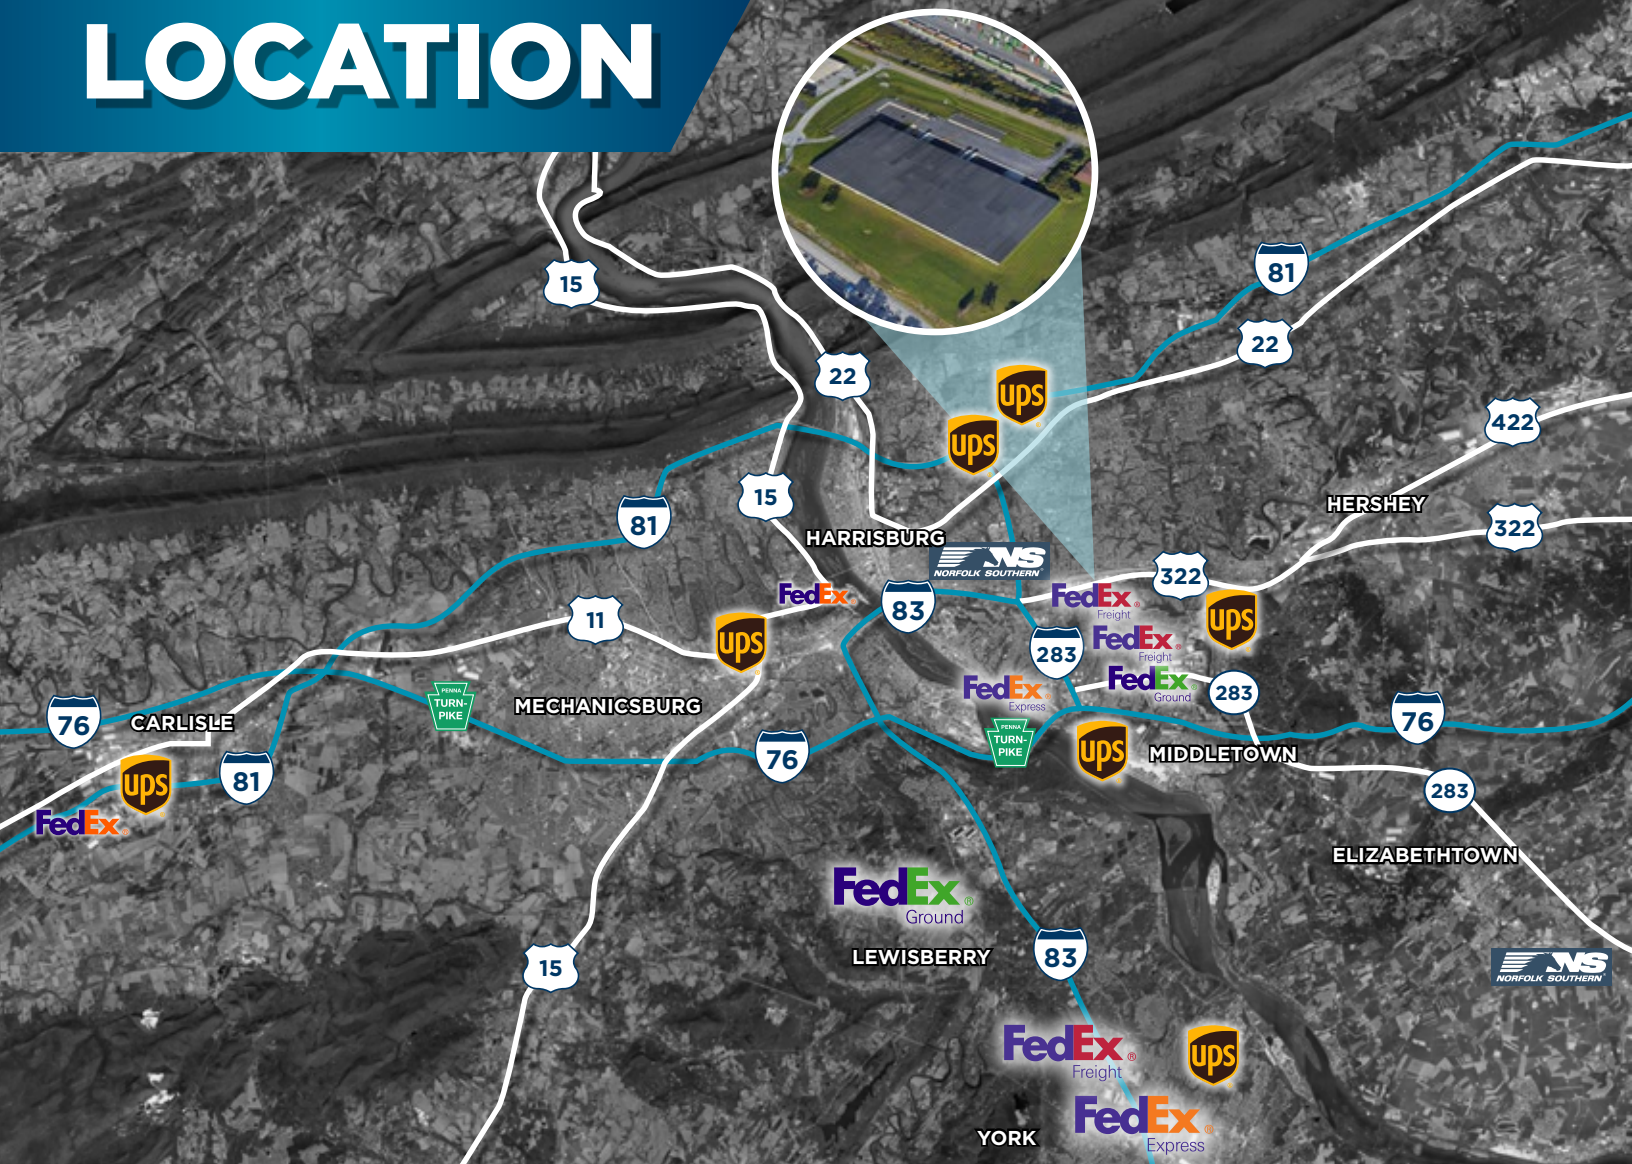 LOCATION
81
15
22
22
ups
ups
422
15
81
HERSHEY
322
HARRISBURG
NS
NORFOLK SOUTHERN
322
FedEx®
FedEx®
Freight
83
11
ups
ups
FedEx®
Freight
283
FedEx®
Ground
283
FedEx®
Express
PENNA
TURN-
PIKE
MECHANICSBURG
76
CARLISLE
76
PENNA
TURN-
PIKE
ups
MIDDLETOWN
76
ups
81
283
FedEx®
ELIZABETHTOWN
FedEx®
Ground
LEWISBERRY
83
15
NS
NORFOLK SOUTHERN
FedEx®
Freight
ups
FedEx®
Express
YORK